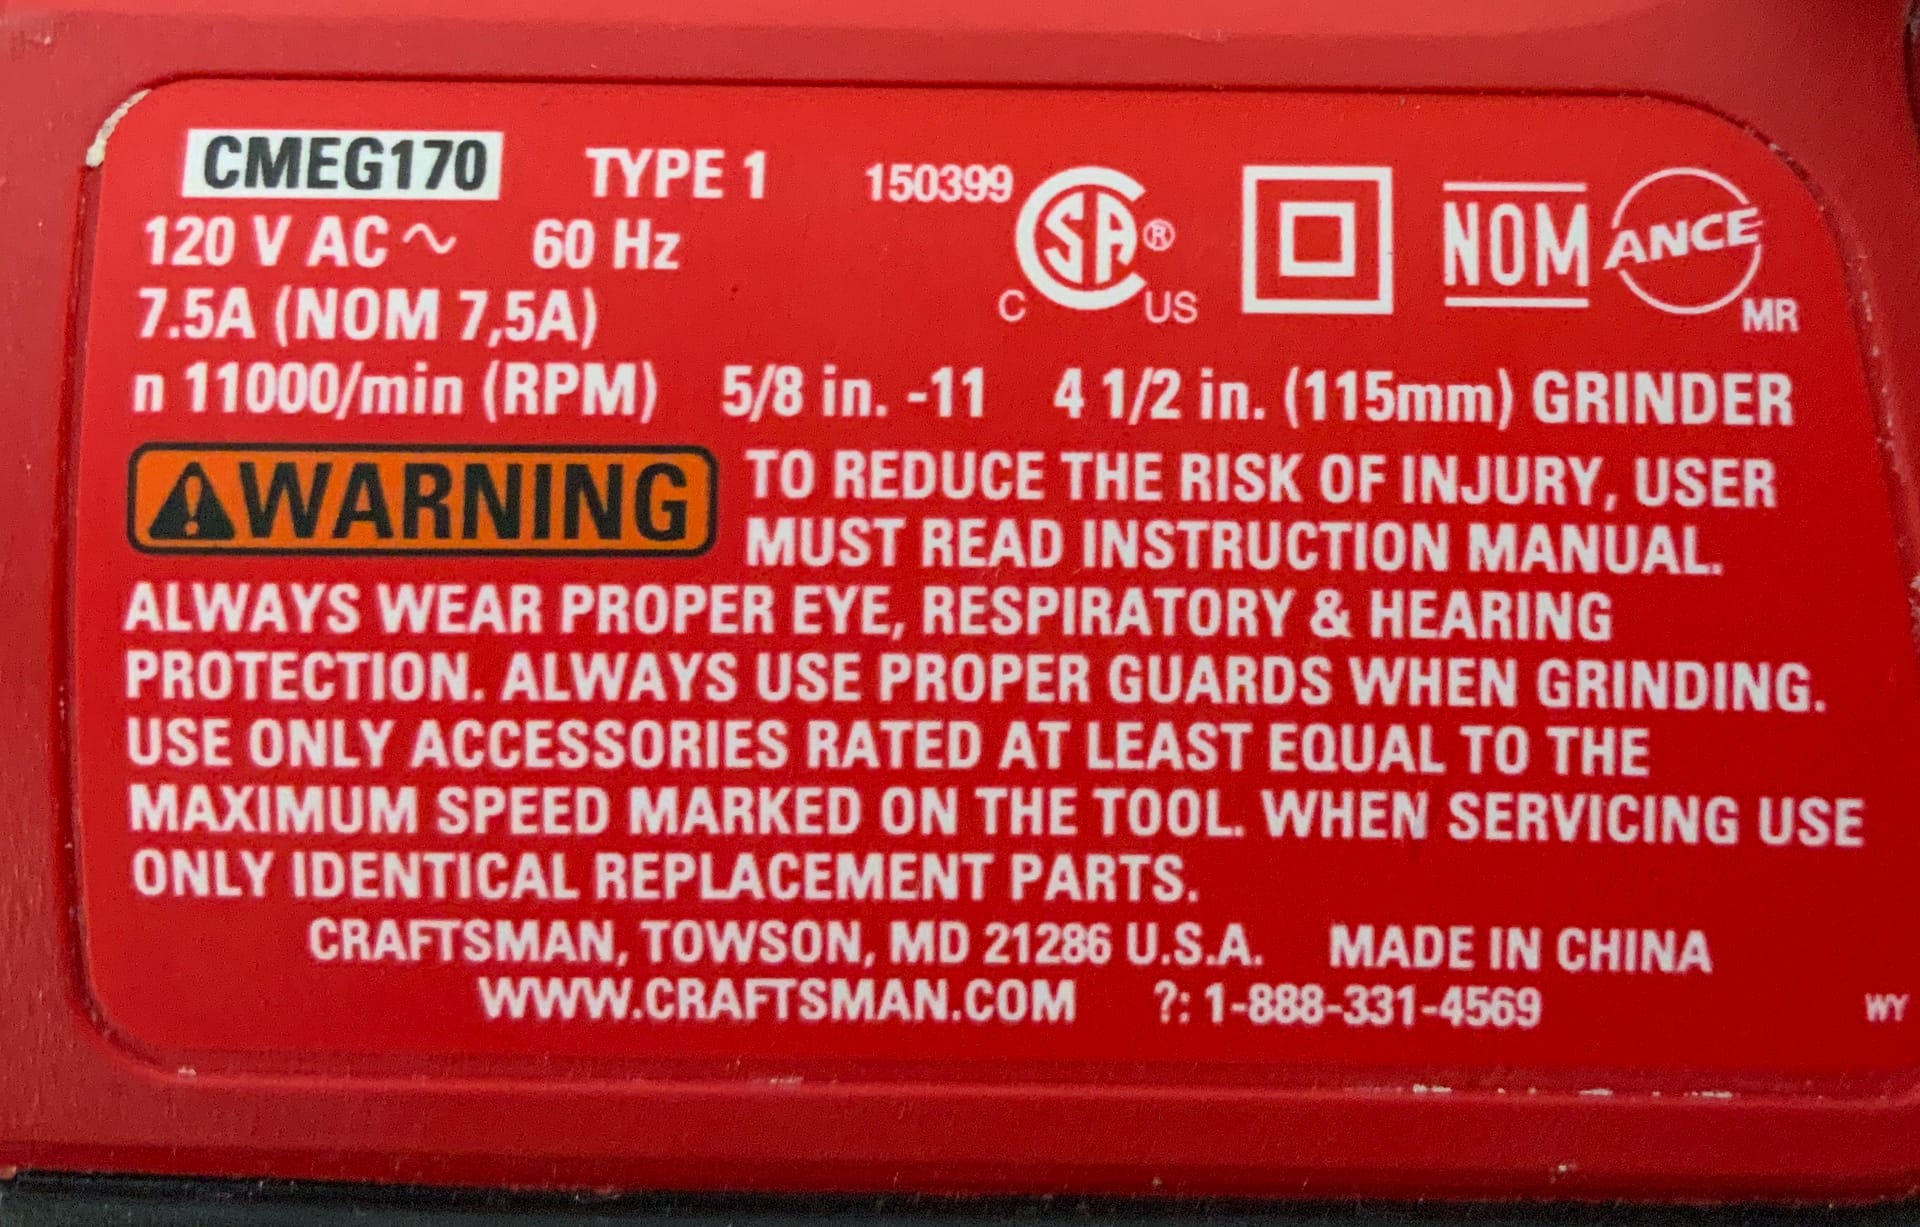 CMEG170 TYPE 1 150399 CSA® C US NOM ANCE MR
120 V AC ~ 60 Hz
7.5A (NOM 7,5A)
n 11000/min (RPM) 5/8 in. -11 4 1/2 in. (115mm) GRINDER
WARNING TO REDUCE THE RISK OF INJURY, USER
MUST READ INSTRUCTION MANUAL.
ALWAYS WEAR PROPER EYE, RESPIRATORY & HEARING
PROTECTION. ALWAYS USE PROPER GUARDS WHEN GRINDING.
USE ONLY ACCESSORIES RATED AT LEAST EQUAL TO THE
MAXIMUM SPEED MARKED ON THE TOOL. WHEN SERVICING USE
ONLY IDENTICAL REPLACEMENT PARTS.
CRAFTSMAN, TOWSON, MD 21286 U.S.A. MADE IN CHINA
WWW.CRAFTSMAN.COM ?: 1-888-331-4569 WY